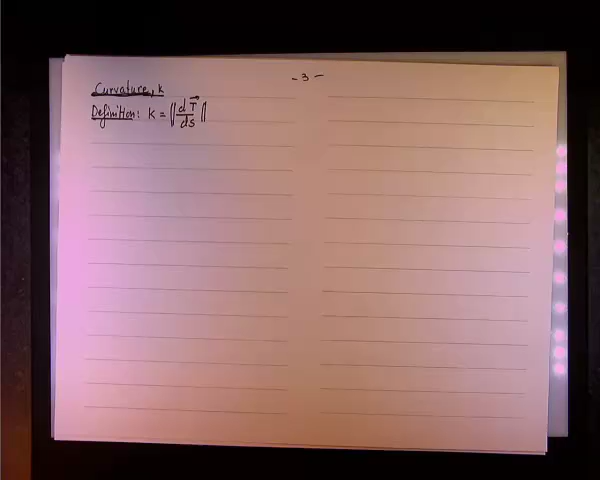 - 3 -
Curvature, k
Definition: k = || dT⃗/ds ||